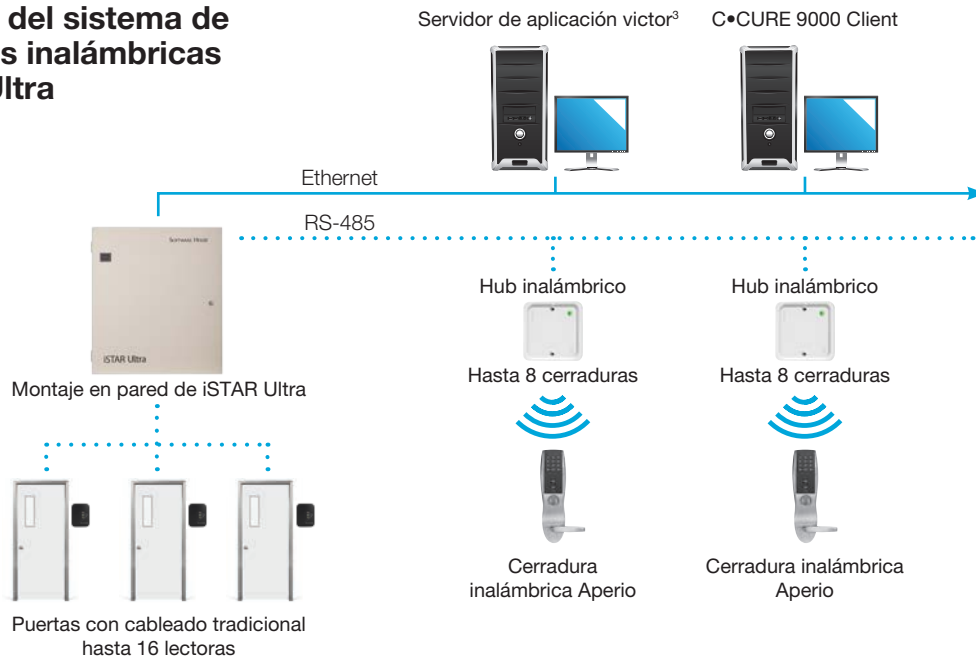 del sistema de
inalámbricas
Servidor de aplicación victor³
C•CURE 9000 Client
Ethernet
RS-485
iSTAR Ultra
Montaje en pared de iSTAR Ultra
Hub inalámbrico
Hasta 8 cerraduras
Hub inalámbrico
Hasta 8 cerraduras
Cerradura
inalámbrica Aperio
Cerradura inalámbrica
Aperio
Puertas con cableado tradicional
hasta 16 lectoras